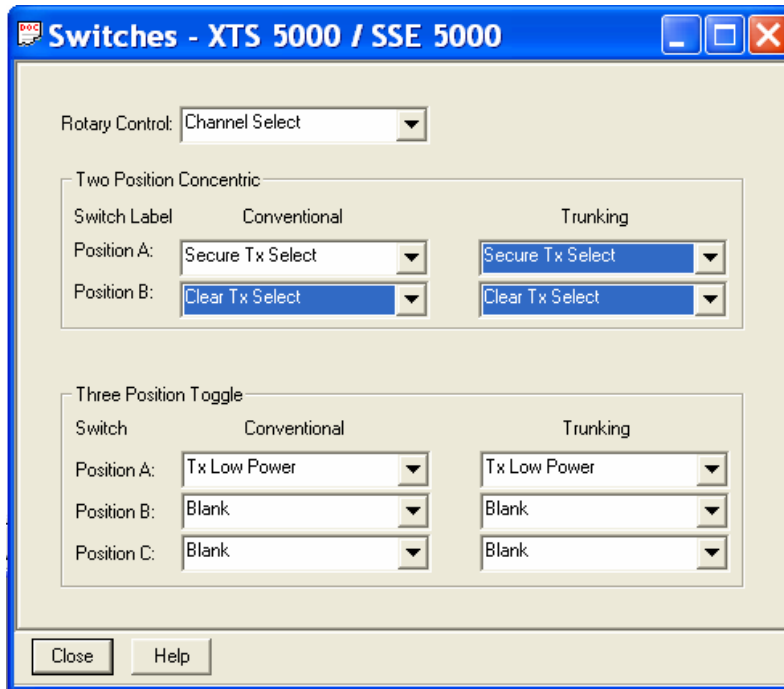 DOC
Switches - XTS 5000 / SSE 5000
Rotary Control: Channel Select
Two Position Concentric
Switch Label Conventional Trunking
Position A: Secure Tx Select Secure Tx Select
Position B: Clear Tx Select Clear Tx Select
Three Position Toggle
Switch Conventional Trunking
Position A: Tx Low Power Tx Low Power
Position B: Blank Blank
Position C: Blank Blank
Close Help